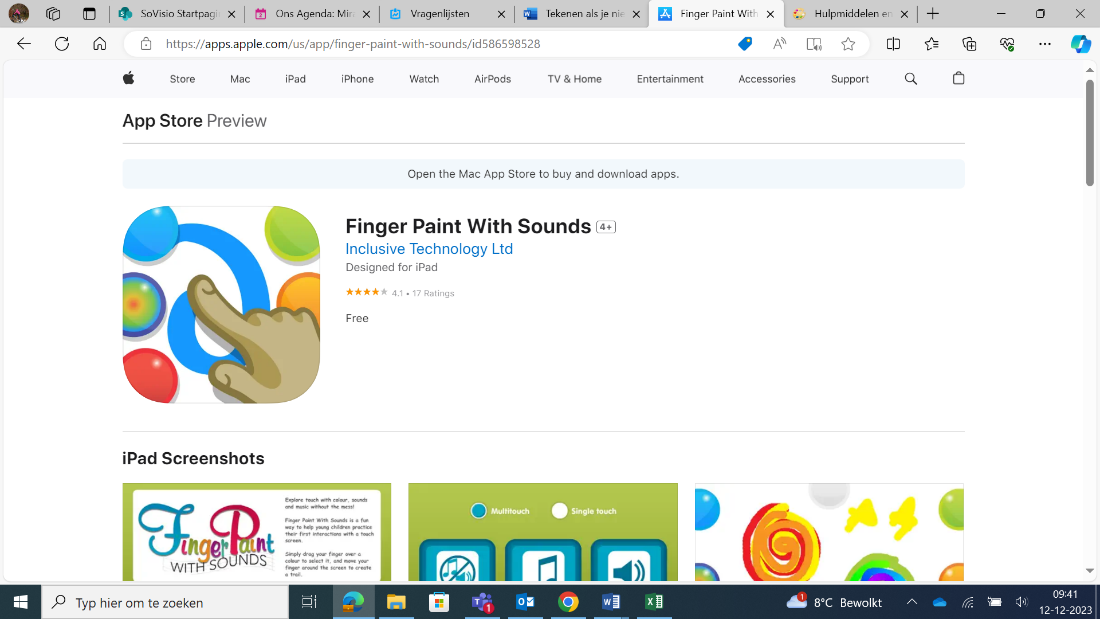 SoVisio Startpagi
Ons Agenda: Mir
Vragenlijsten
Tekenen als je nie
Finger Paint With
Hulpmiddelen en
https://apps.apple.com/us/app/finger-paint-with-sounds/id586598528
Store Mac iPad iPhone Watch AirPods TV & Home Entertainment Accessories Support
App Store Preview
Open the Mac App Store to buy and download apps.
Finger Paint With Sounds 4+
Inclusive Technology Ltd
Designed for iPad
4.1 • 17 Ratings
Free
iPad Screenshots
Finger Paint
WITH SOUNDS
Explore touch with colour, sounds
and music without the mess!
Finger Paint With Sounds is a fun
way to help young children practice
their first interactions with a touch
screen.
Simply drag your finger over a
colour to select it, and move your
finger around the screen to create
a trail.
Multitouch
Single touch
Typ hier om te zoeken
1
1
8°C Bewolkt
09:41
12-12-2023